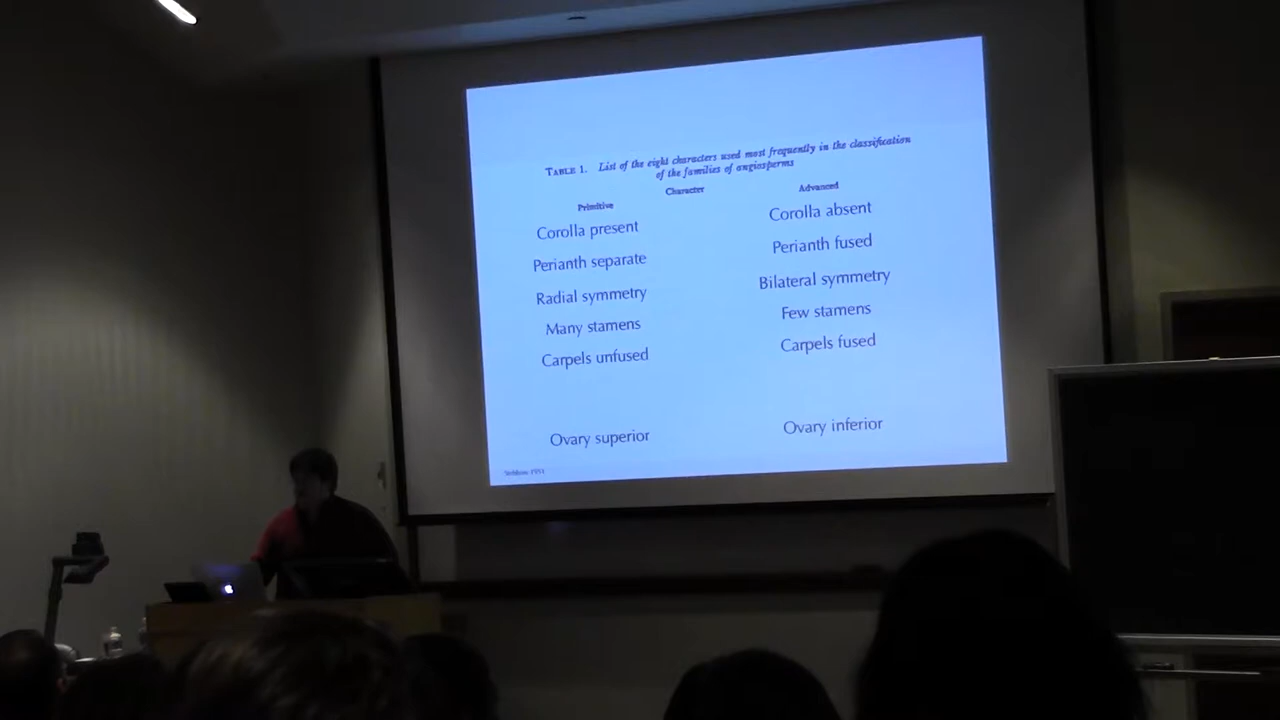 TABLE 1. List of the eight characters used most frequently in the classification
of the families of angiosperms
Character
Primitive Advanced
Corolla present Corolla absent
Perianth separate Perianth fused
Radial symmetry Bilateral symmetry
Many stamens Few stamens
Carpels unfused Carpels fused
Ovary superior Ovary inferior
Stebbins 1951